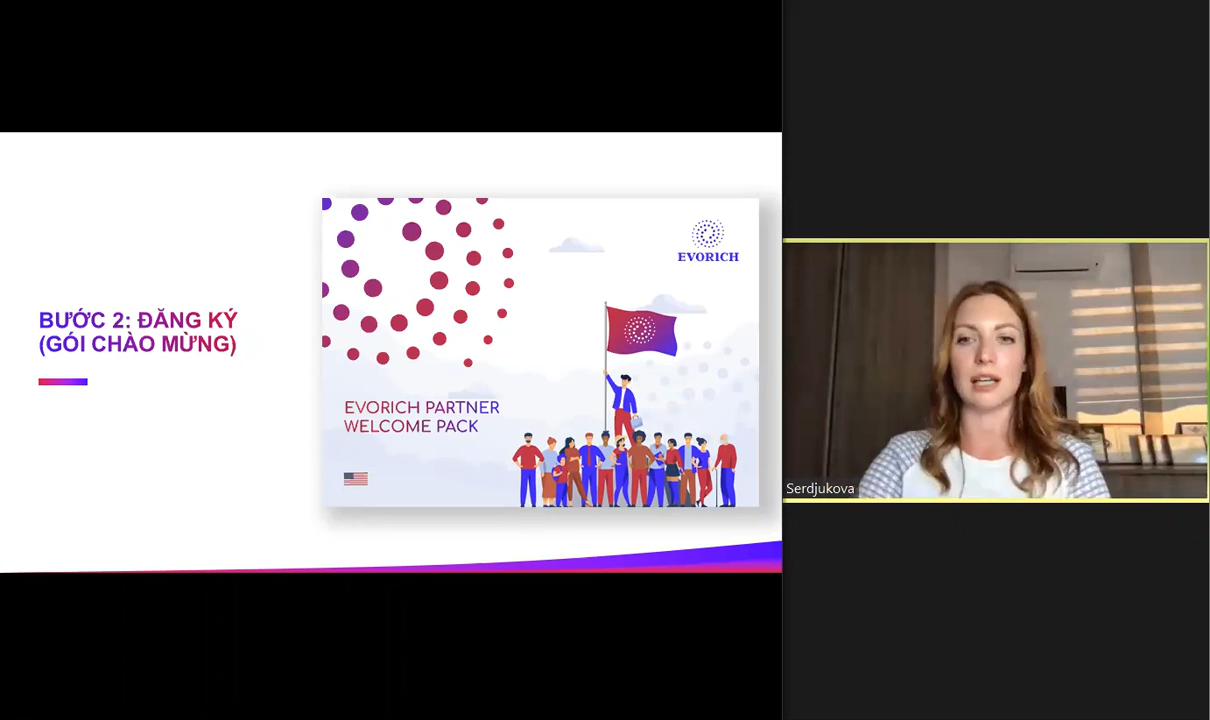 BƯỚC 2: ĐĂNG KÝ
(GÓI CHÀO MỪNG)
EVORICH
EVORICH PARTNER
WELCOME PACK
Serdjukova